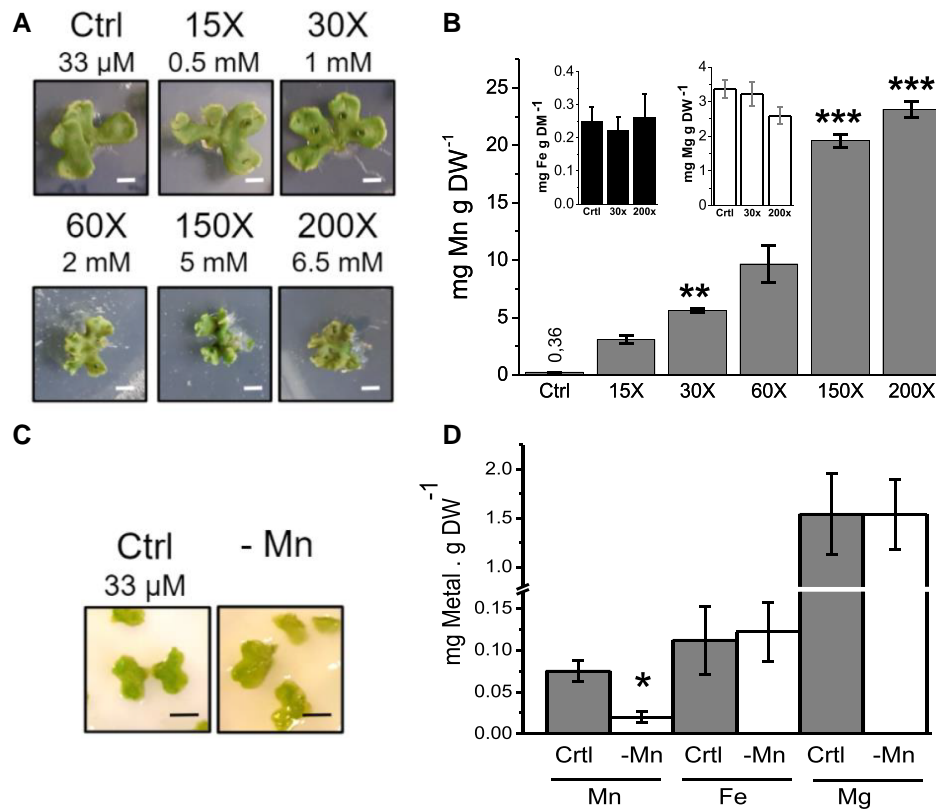 A
Ctrl 15X 30X
33 µM 0.5 mM 1 mM
60X 150X 200X
2 mM 5 mM 6.5 mM
B
mg Mn g DW-1
25
20
15
10
5
0
0,36
**
***
***
Ctrl 15X 30X 60X 150X 200X
mg Fe g DM -1
0.4
0.3
0.2
0.1
0.0
Crtl 30x 200x
mg Mg g DW -1
4
3
2
1
0
Crtl 30x 200x
C
Ctrl - Mn
33 µM
D
mg Metal . g DW -1
2.0
1.5
1.0
0.15
0.10
0.05
0.00
*
Crtl -Mn Crtl -Mn Crtl -Mn
Mn Fe Mg